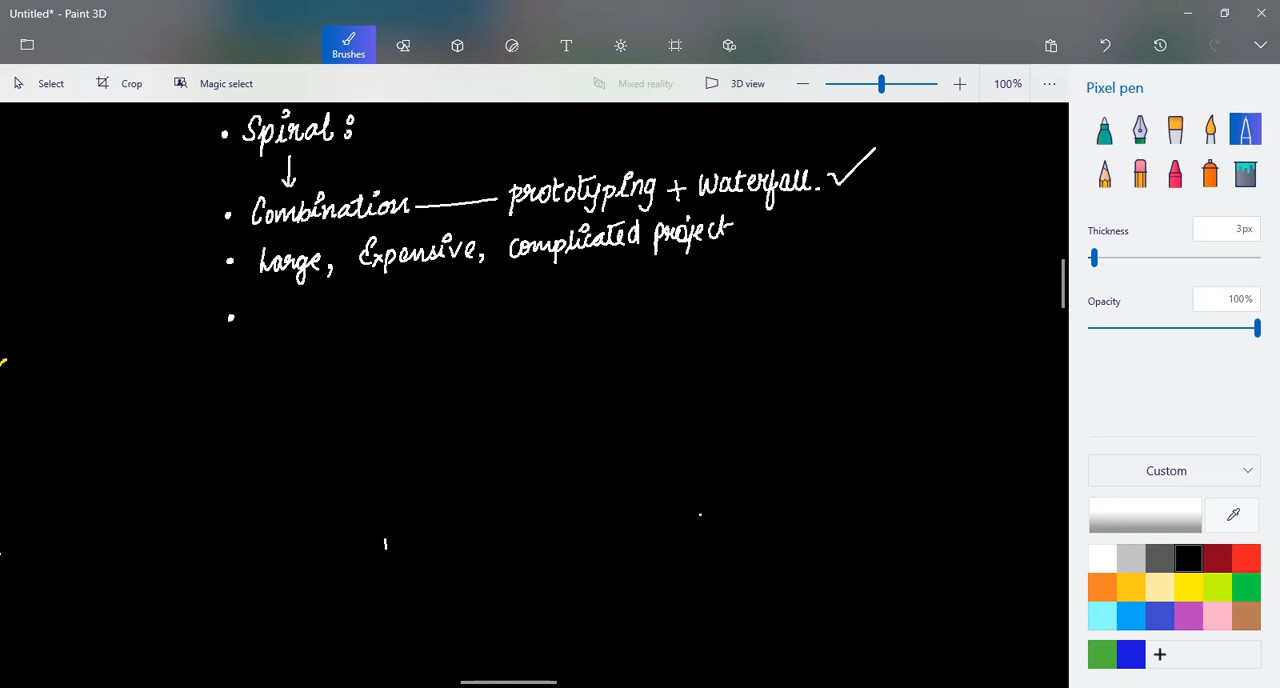 Untitled* - Paint 3D
Brushes
Select Crop Magic select Mixed reality 3D view 100%
Pixel pen
• Spiral :
• Combination prototyping + waterfall.
• Large, Expensive, complicated project
•
Thickness 3px
Opacity 100%
Custom